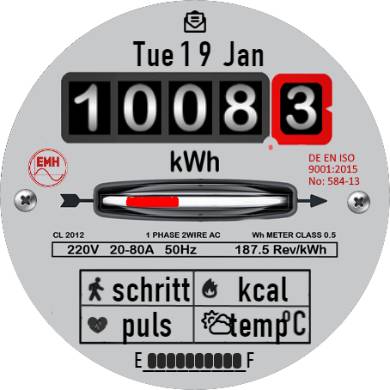 Tue 19 Jan
10083
kWh
EMH
DE EN ISO
9001:2015
No: 584-13
CL 2012 1 PHASE 2WIRE AC Wh METER CLASS 0.5
220V 20-80A 50Hz 187.5 Rev/kWh
schritt kcal
puls temp°C
E F